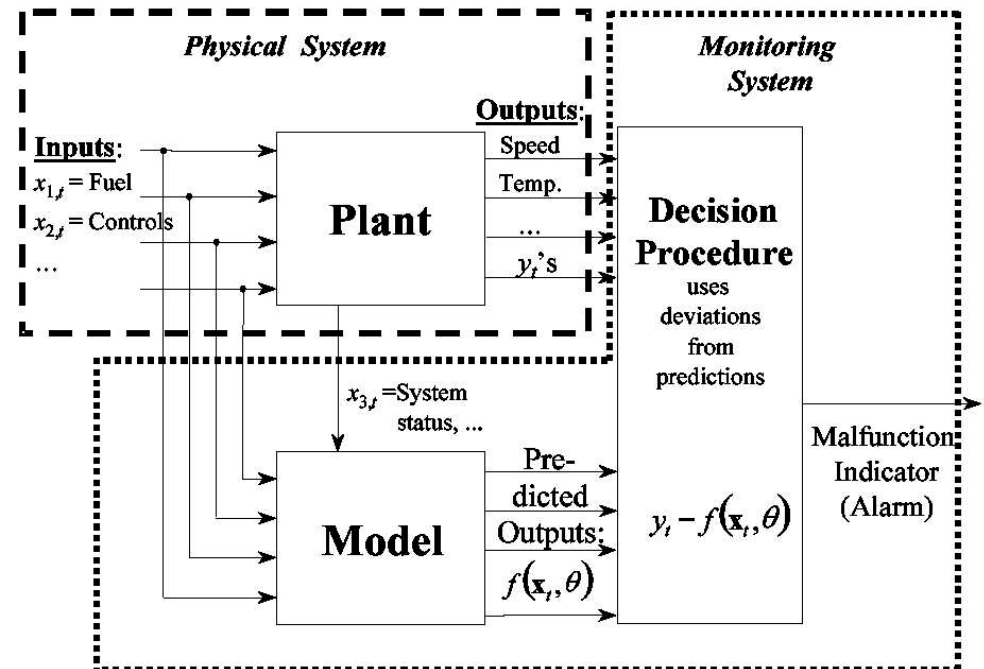 Physical System
Monitoring
System
Inputs:
x₁,ₜ = Fuel
x₂,ₜ = Controls
...
Plant
Outputs:
Speed
Temp.
...
yₜ's
Decision
Procedure
uses
deviations
from
predictions
x₃,ₜ =System
status, ...
Model
Pre-
dicted
Outputs:
f(𝐱ₜ,θ)
yₜ − f(𝐱ₜ,θ)
Malfunction
Indicator
(Alarm)